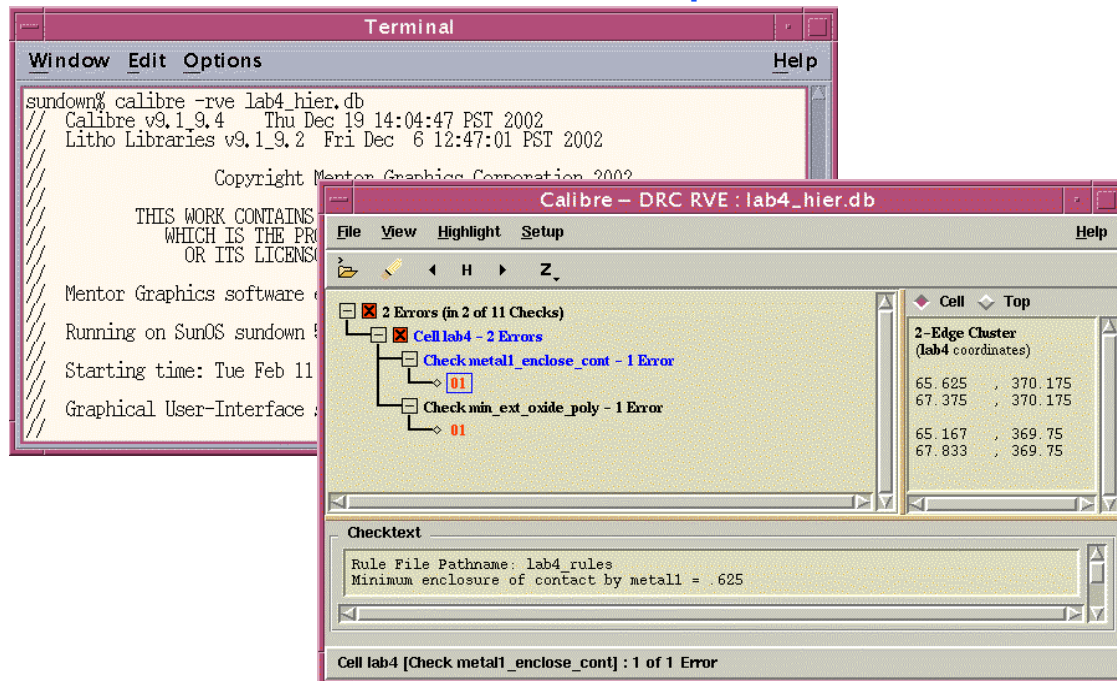 Terminal
Window Edit Options Help
sundown% calibre -rve lab4_hier.db
// Calibre v9.1_9.4 Thu Dec 19 14:04:47 PST 2002
// Litho Libraries v9.1_9.2 Fri Dec 6 12:47:01 PST 2002
//
// Copyright Mentor Graphics Corporation 2002
//
// THIS WORK CONTAINS
// WHICH IS THE
// OR ITS
//
// Mentor Graphics software
//
// Running on SunOS sundown
//
// Starting time: Tue Feb 11
//
// Graphical User-Interface
//
Calibre – DRC RVE : lab4_hier.db
File View Highlight Setup Help
H Z
2 Errors (in 2 of 11 Checks)
Cell lab4 – 2 Errors
Check metal1_enclose_cont – 1 Error
01
Check min_ext_oxide_poly – 1 Error
01
Cell Top
2-Edge Cluster
(lab4 coordinates)
65.625 , 370.175
67.375 , 370.175
65.167 , 369.75
67.833 , 369.75
Checktext
Rule File Pathname: lab4_rules
Minimum enclosure of contact by metal1 = .625
Cell lab4 [Check metal1_enclose_cont] : 1 of 1 Error